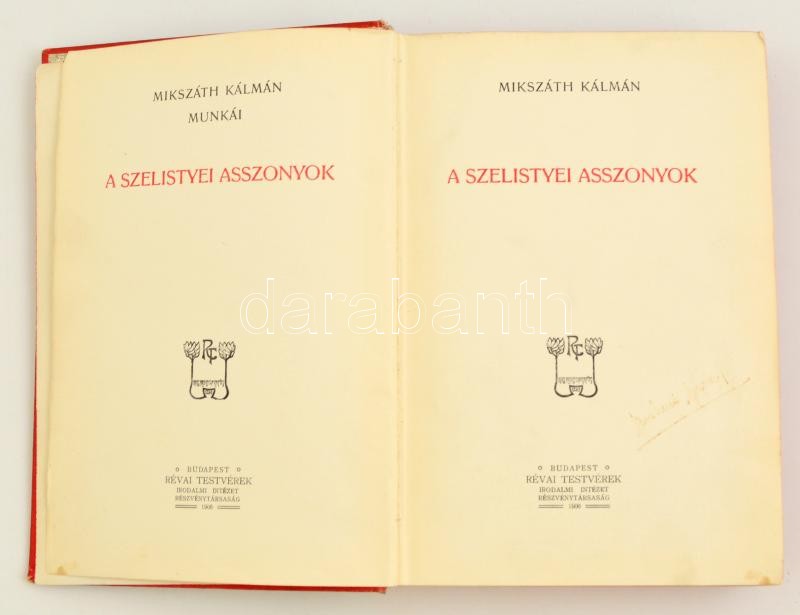 MIKSZÁTH KÁLMÁN
MUNKÁI
A SZELISTYEI ASSZONYOK
BUDAPEST
RÉVAI TESTVÉREK
IRODALMI INTÉZET
RÉSZVÉNYTÁRSASÁG
1906
MIKSZÁTH KÁLMÁN
A SZELISTYEI ASSZONYOK
BUDAPEST
RÉVAI TESTVÉREK
IRODALMI INTÉZET
RÉSZVÉNYTÁRSASÁG
1906
darabanth